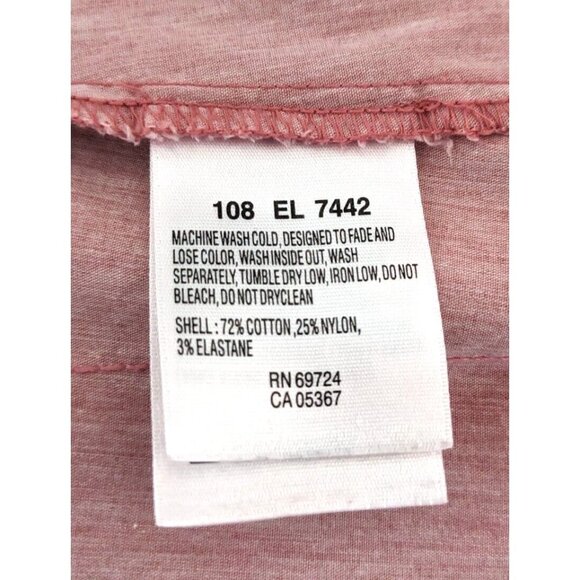 108 EL 7442
MACHINE WASH COLD, DESIGNED TO FADE AND
LOSE COLOR, WASH INSIDE OUT, WASH
SEPARATELY, TUMBLE DRY LOW, IRON LOW, DO NOT
BLEACH, DO NOT DRYCLEAN
SHELL : 72% COTTON ,25% NYLON,
3% ELASTANE
RN 69724
CA 05367